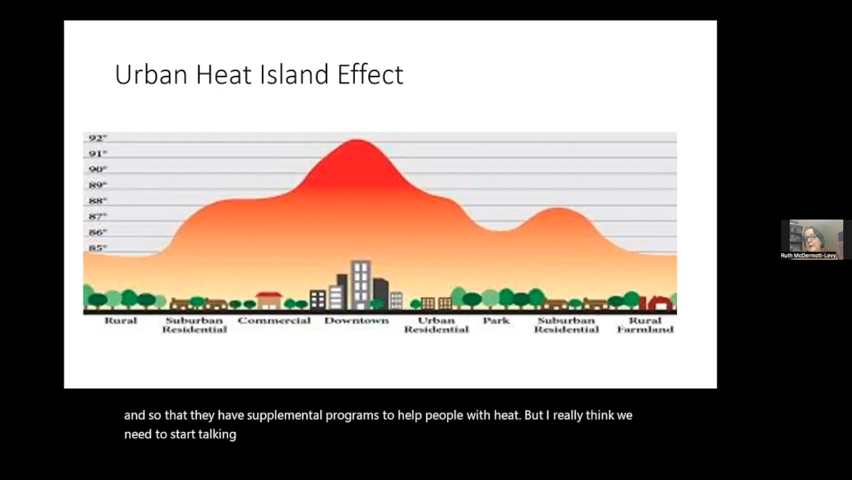 Urban Heat Island Effect
92°
91°
90°
89°
88°
87°
86°
85°
Rural
Suburban
Residential
Commercial
Downtown
Urban
Residential
Park
Suburban
Residential
Rural
Farmland
Ruth McDermott-Levy,
and so that they have supplemental programs to help people with heat. But I really think we
need to start talking